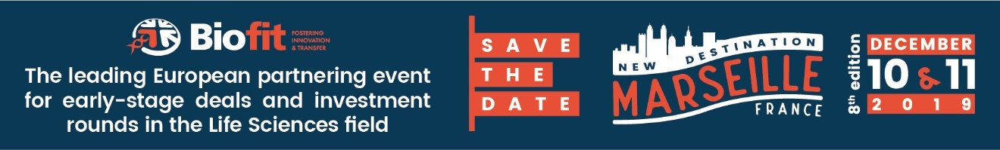 Biofit
FOSTERING
INNOVATION
& TRANSFER
The leading European partnering event
for early-stage deals and investment
rounds in the Life Sciences field
SAVE
THE
DATE
NEW DESTINATION
MARSEILLE
FRANCE
8th edition
DECEMBER
10 & 11
2019